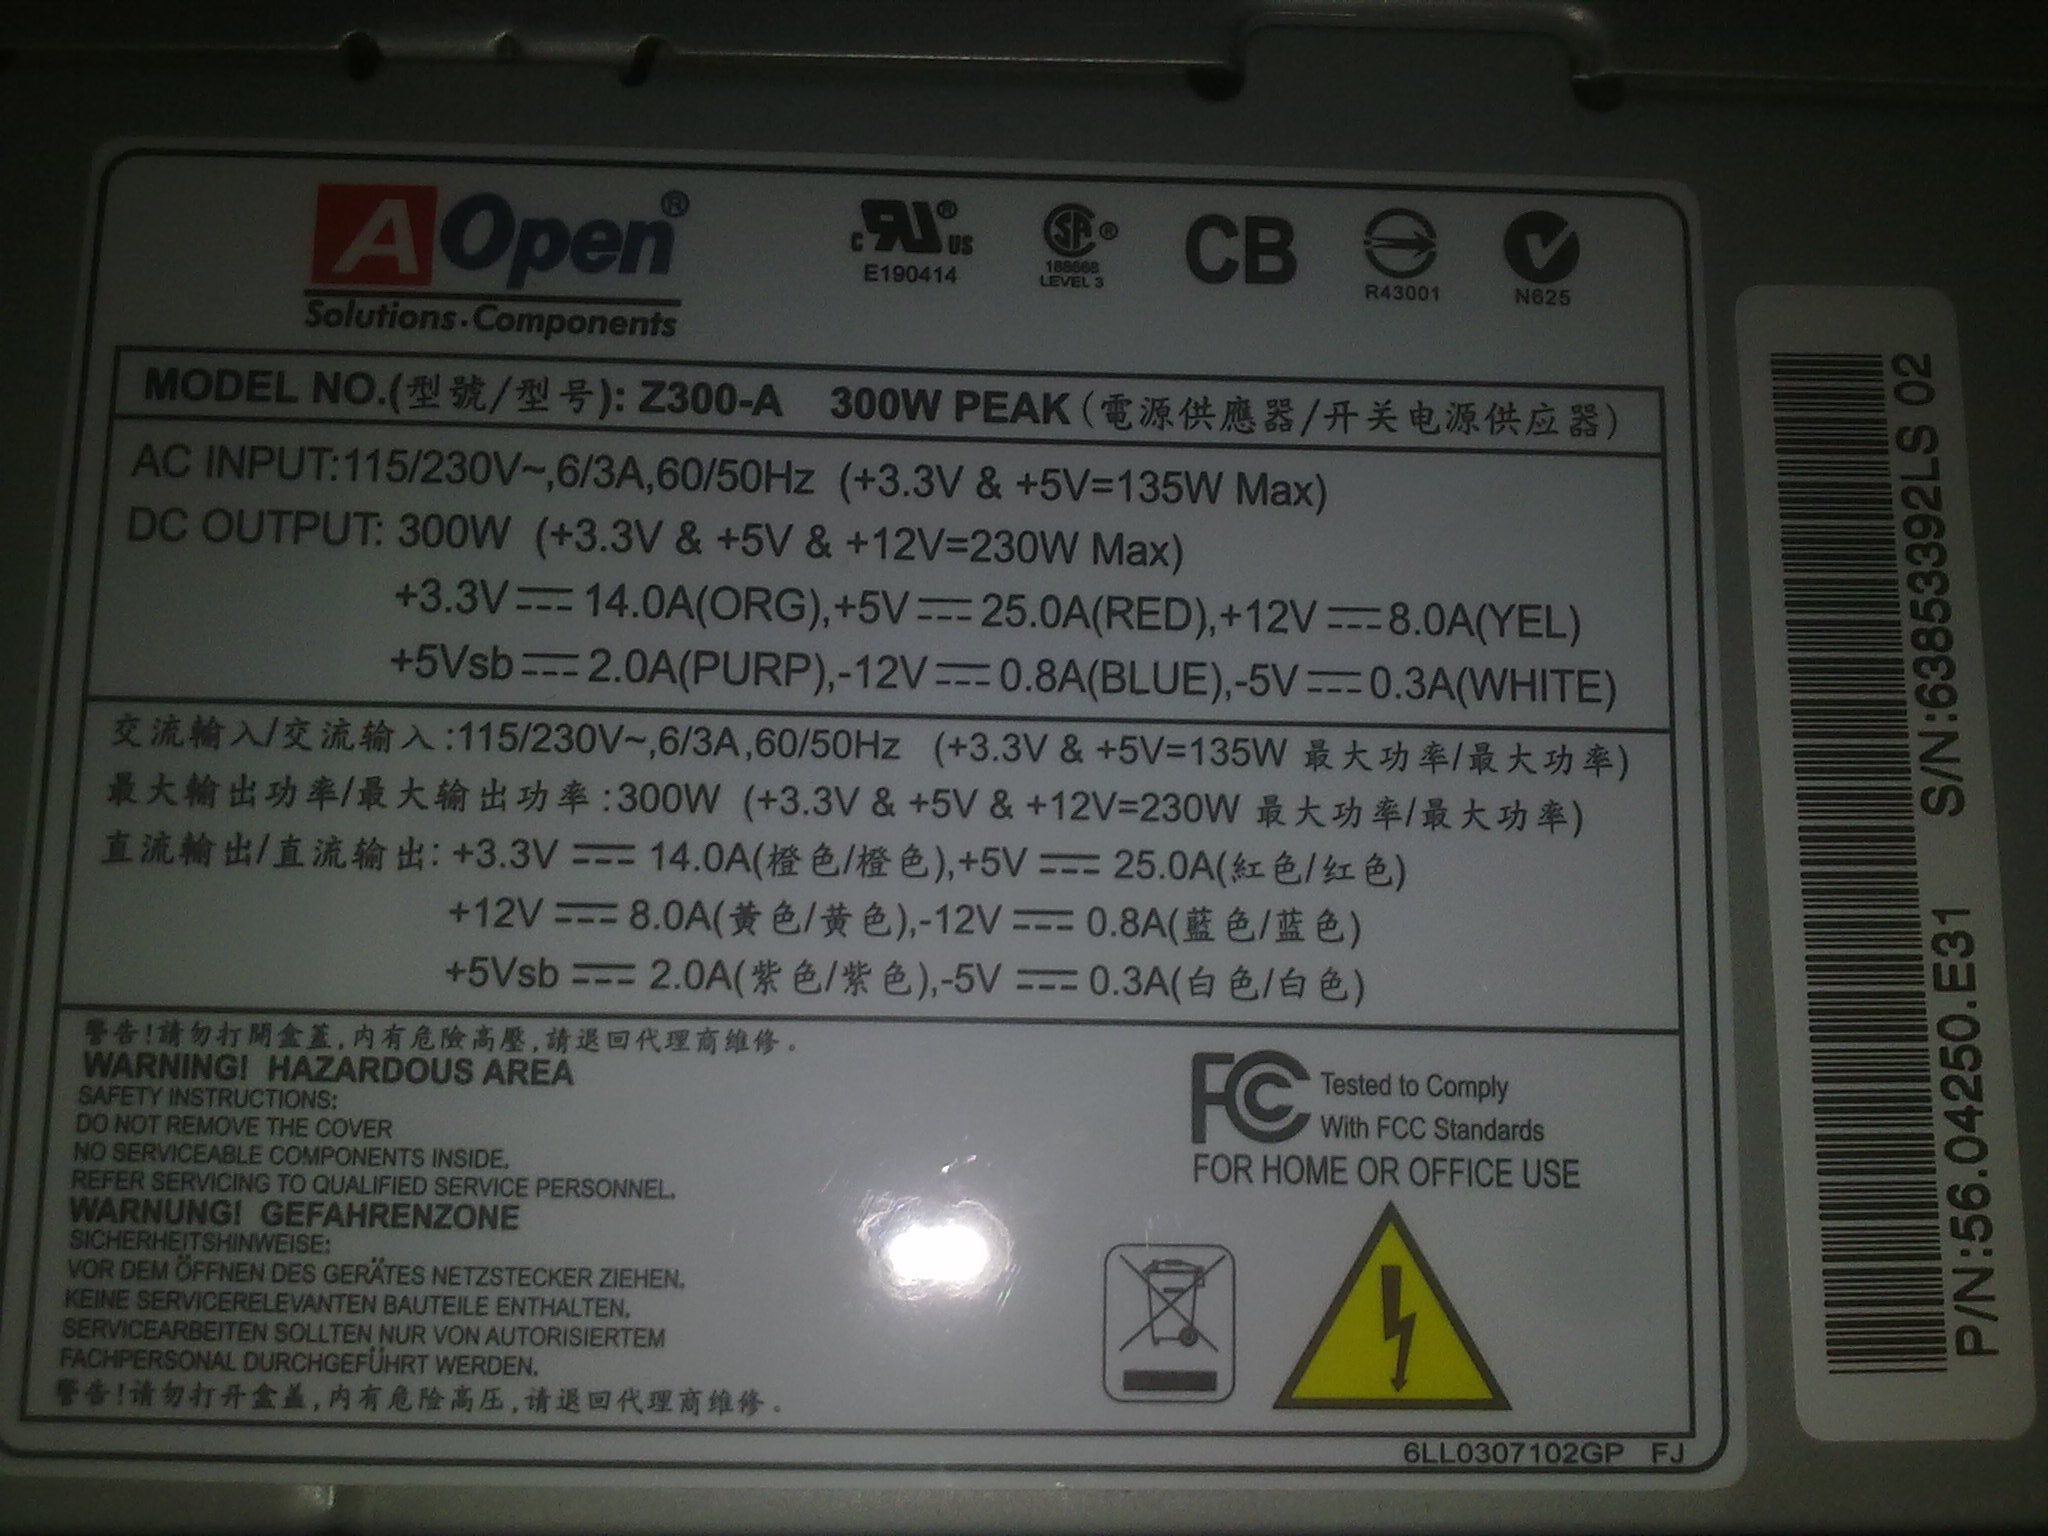 AOpen®
Solutions·Components
C RU® US
E190414
SA®
188668
LEVEL 3
CB
R43001
N625
MODEL NO.(型號/型号): Z300-A 300W PEAK (電源供應器/开关电源供应器)
AC INPUT:115/230V~,6/3A,60/50Hz (+3.3V & +5V=135W Max)
DC OUTPUT: 300W (+3.3V & +5V & +12V=230W Max)
+3.3V⎓14.0A(ORG),+5V⎓25.0A(RED),+12V⎓8.0A(YEL)
+5Vsb⎓2.0A(PURP),-12V⎓0.8A(BLUE),-5V⎓0.3A(WHITE)
交流輸入/交流输入:115/230V~,6/3A,60/50Hz (+3.3V & +5V=135W 最大功率/最大功率)
最大輸出功率/最大输出功率:300W (+3.3V & +5V & +12V=230W 最大功率/最大功率)
直流輸出/直流输出: +3.3V ⎓ 14.0A(橙色/橙色),+5V ⎓ 25.0A(紅色/红色)
+12V ⎓ 8.0A(黃色/黄色),-12V ⎓ 0.8A(藍色/蓝色)
+5Vsb ⎓ 2.0A(紫色/紫色),-5V ⎓ 0.3A(白色/白色)
警告!請勿打開盒蓋,内有危險高壓,請退回代理商维修。
WARNING! HAZARDOUS AREA
SAFETY INSTRUCTIONS:
DO NOT REMOVE THE COVER
NO SERVICEABLE COMPONENTS INSIDE.
REFER SERVICING TO QUALIFIED SERVICE PERSONNEL.
WARNUNG! GEFAHRENZONE
SICHERHEITSHINWEISE:
VOR DEM ÖFFNEN DES GERÄTES NETZSTECKER ZIEHEN.
KEINE SERVICERELEVANTEN BAUTEILE ENTHALTEN.
SERVICEARBEITEN SOLLTEN NUR VON AUTORISIERTEM
FACHPERSONAL DURCHGEFÜHRT WERDEN.
警告!请勿打开盒盖,内有危险高压,请退回代理商维修。
FCC Tested to Comply
With FCC Standards
FOR HOME OR OFFICE USE
6LL0307102GP FJ
P/N:56.04250.E31 S/N:63853392LS 02